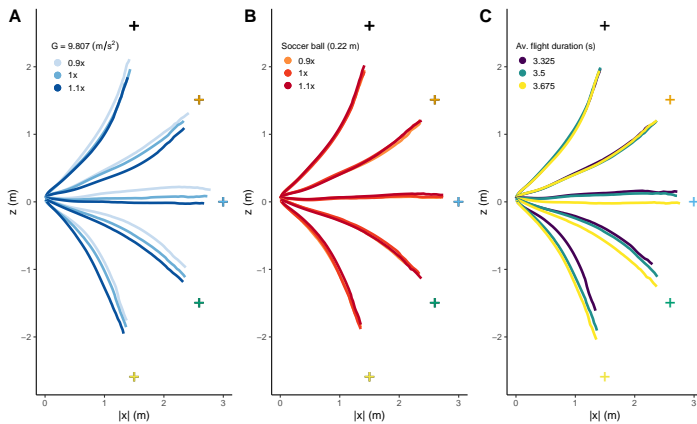 A
G = 9.807 (m/s²)
0.9x
1x
1.1x
2
1
0
−1
−2
z (m)
0
1
2
3
|x| (m)
B
Soccer ball (0.22 m)
0.9x
1x
1.1x
2
1
0
−1
−2
z (m)
0
1
2
3
|x| (m)
C
Av. flight duration (s)
3.325
3.5
3.675
2
1
0
−1
−2
z (m)
0
1
2
3
|x| (m)